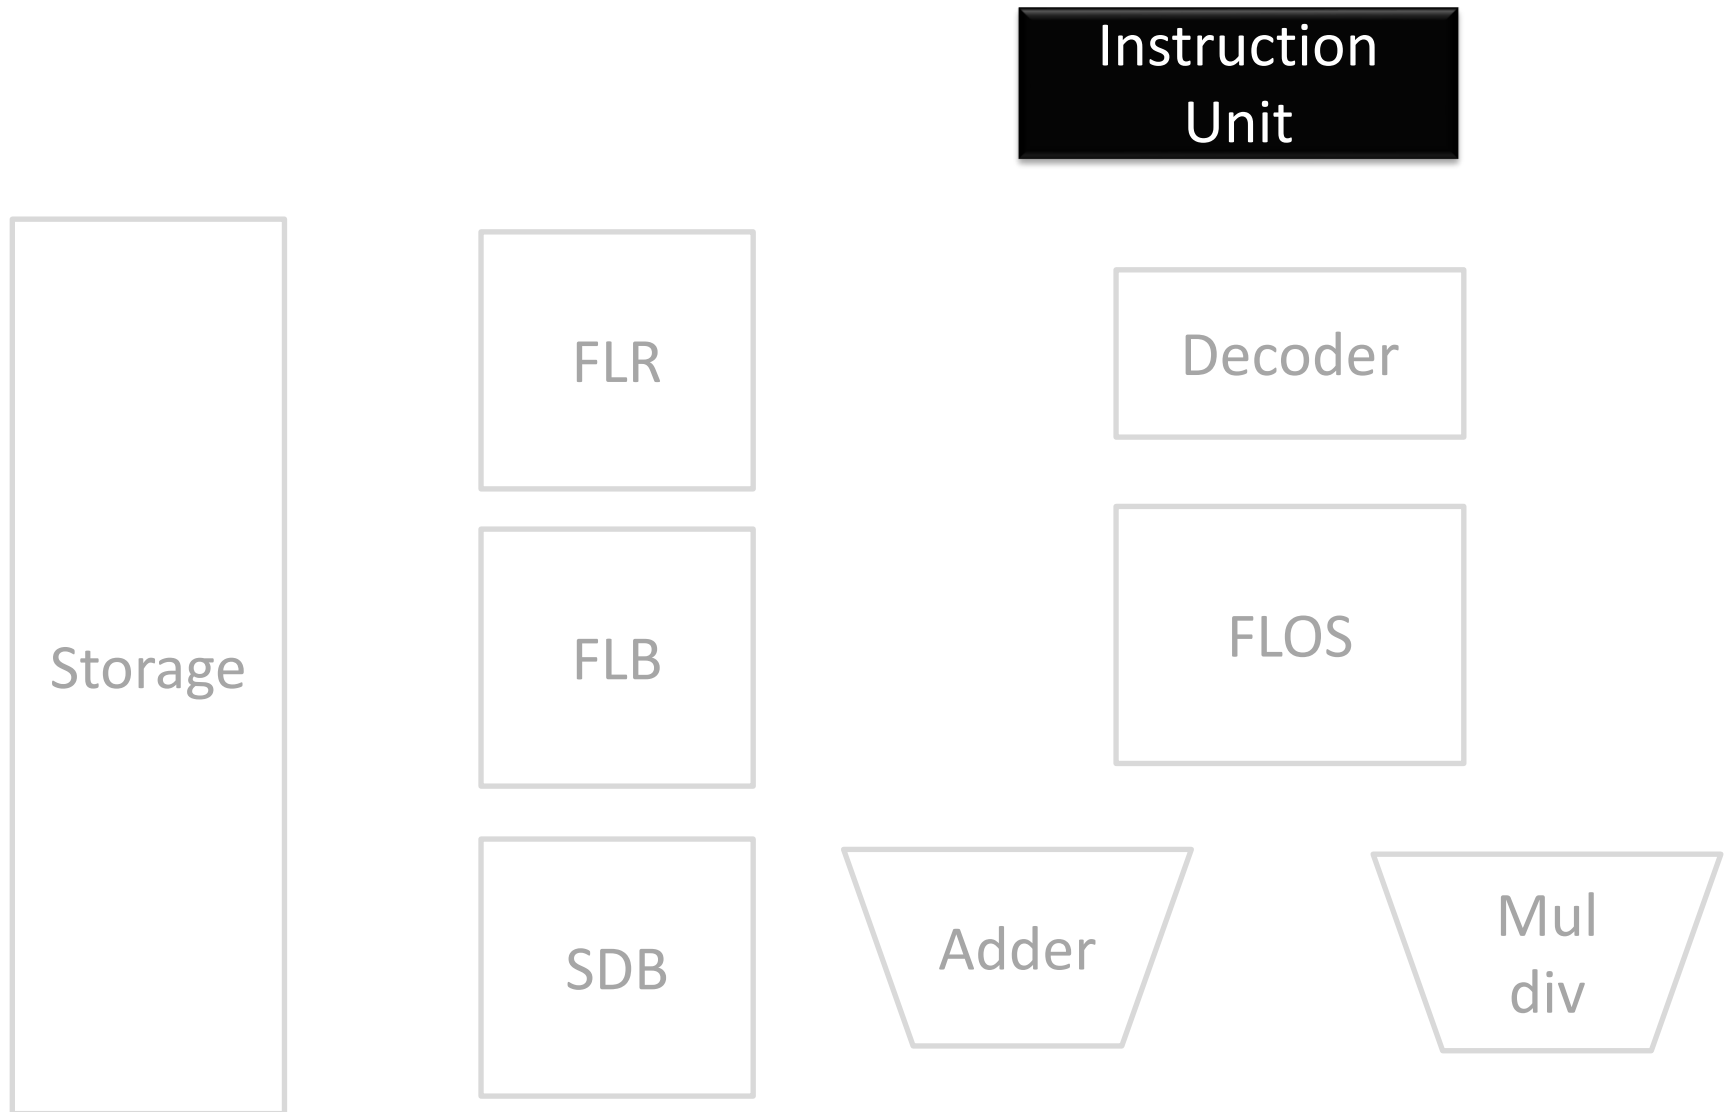 Instruction
Unit
FLR
Decoder
Storage
FLB
FLOS
SDB
Adder
Mul
div